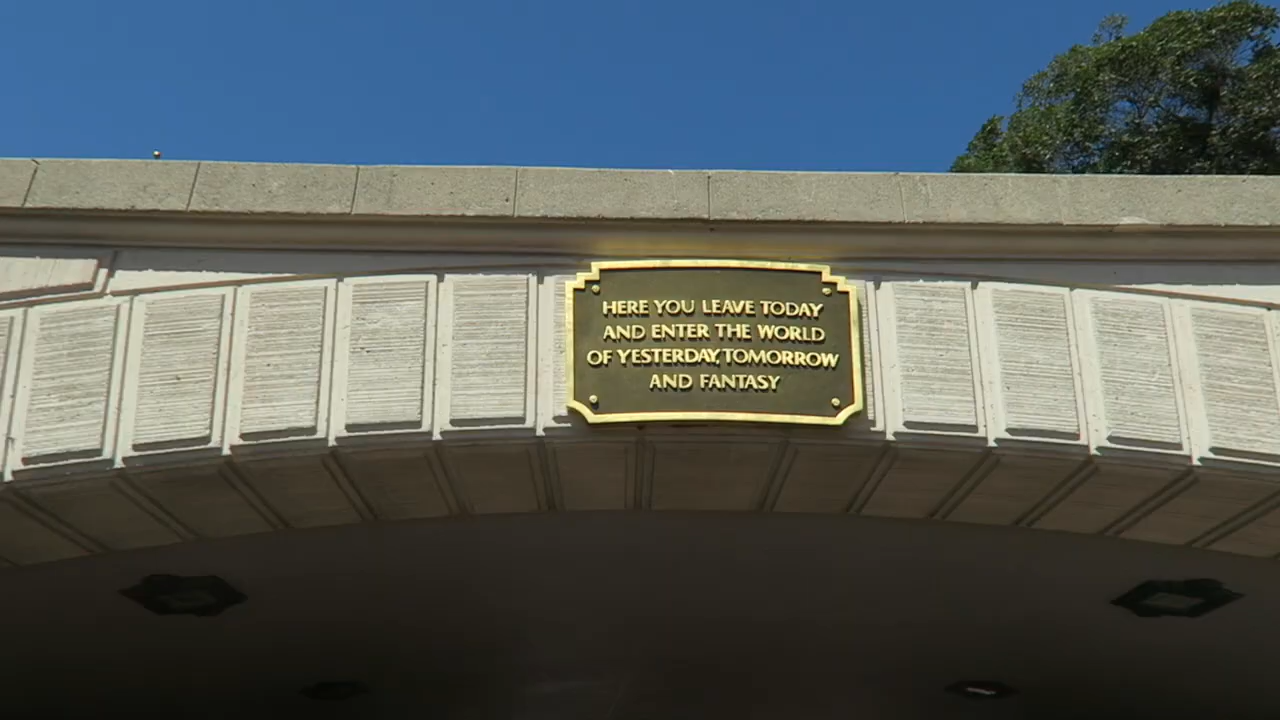 HERE YOU LEAVE TODAY
AND ENTER THE WORLD
OF YESTERDAY, TOMORROW
AND FANTASY